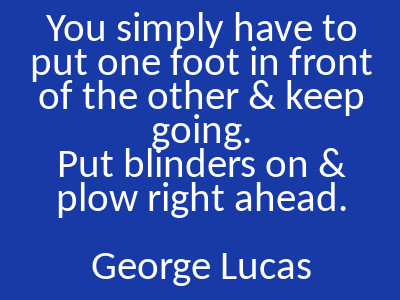 You simply have to
put one foot in front
of the other & keep
going.
Put blinders on &
plow right ahead.
George Lucas